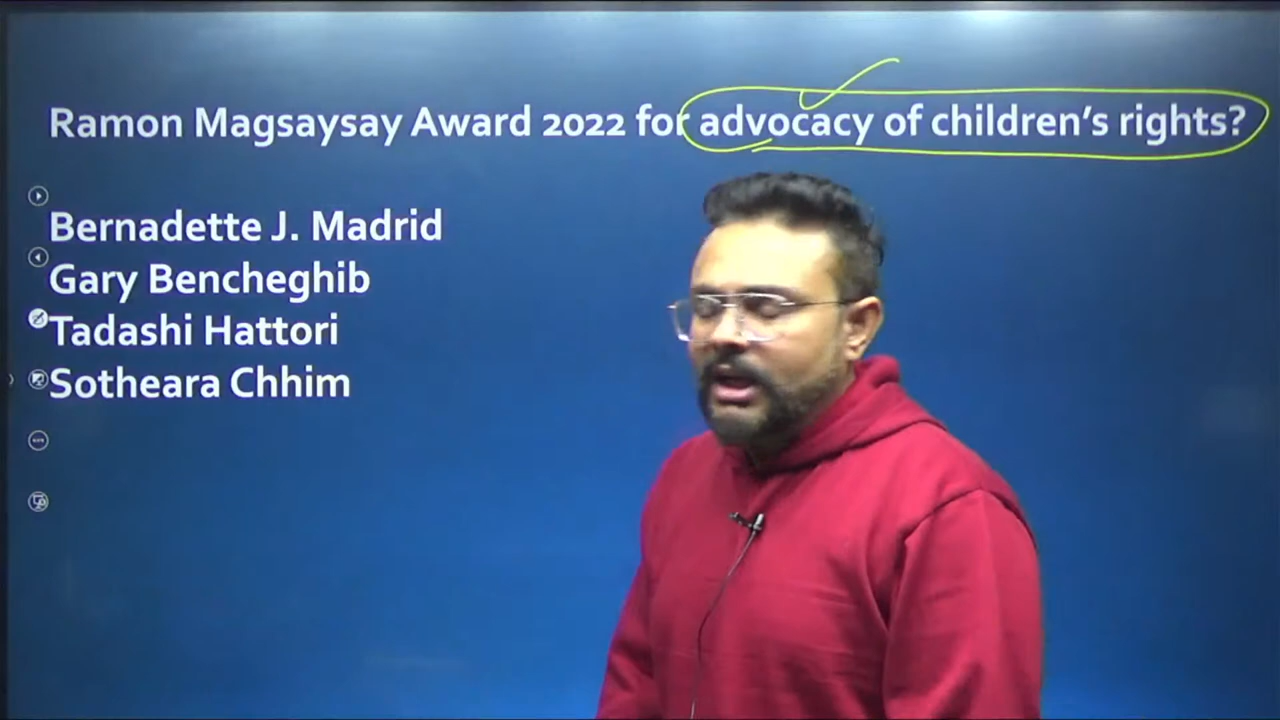 Ramon Magsaysay Award 2022 for advocacy of children's rights?
Bernadette J. Madrid
Gary Bencheghib
Tadashi Hattori
Sotheara Chhim